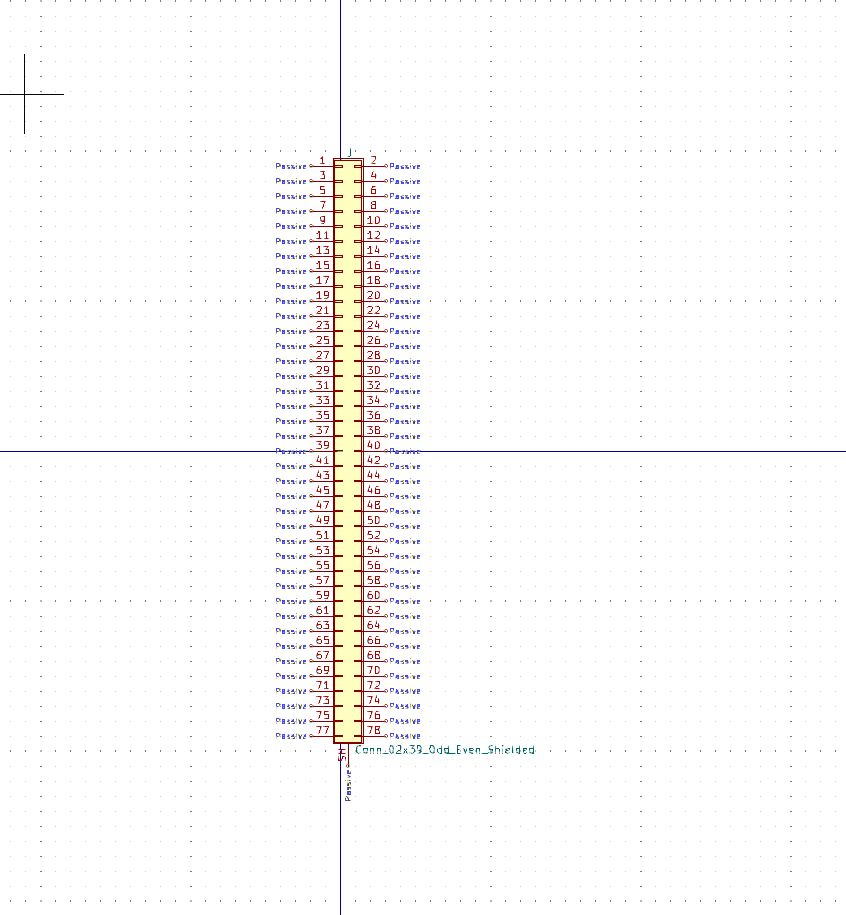 J
Passive 1 2 Passive
Passive 3 4 Passive
Passive 5 6 Passive
Passive 7 8 Passive
Passive 9 10 Passive
Passive 11 12 Passive
Passive 13 14 Passive
Passive 15 16 Passive
Passive 17 18 Passive
Passive 19 20 Passive
Passive 21 22 Passive
Passive 23 24 Passive
Passive 25 26 Passive
Passive 27 28 Passive
Passive 29 30 Passive
Passive 31 32 Passive
Passive 33 34 Passive
Passive 35 36 Passive
Passive 37 38 Passive
Passive 39 40 Passive
Passive 41 42 Passive
Passive 43 44 Passive
Passive 45 46 Passive
Passive 47 48 Passive
Passive 49 50 Passive
Passive 51 52 Passive
Passive 53 54 Passive
Passive 55 56 Passive
Passive 57 58 Passive
Passive 59 60 Passive
Passive 61 62 Passive
Passive 63 64 Passive
Passive 65 66 Passive
Passive 67 68 Passive
Passive 69 70 Passive
Passive 71 72 Passive
Passive 73 74 Passive
Passive 75 76 Passive
Passive 77 78 Passive
Conn_02x39_Odd_Even_Shielded
SH
Passive